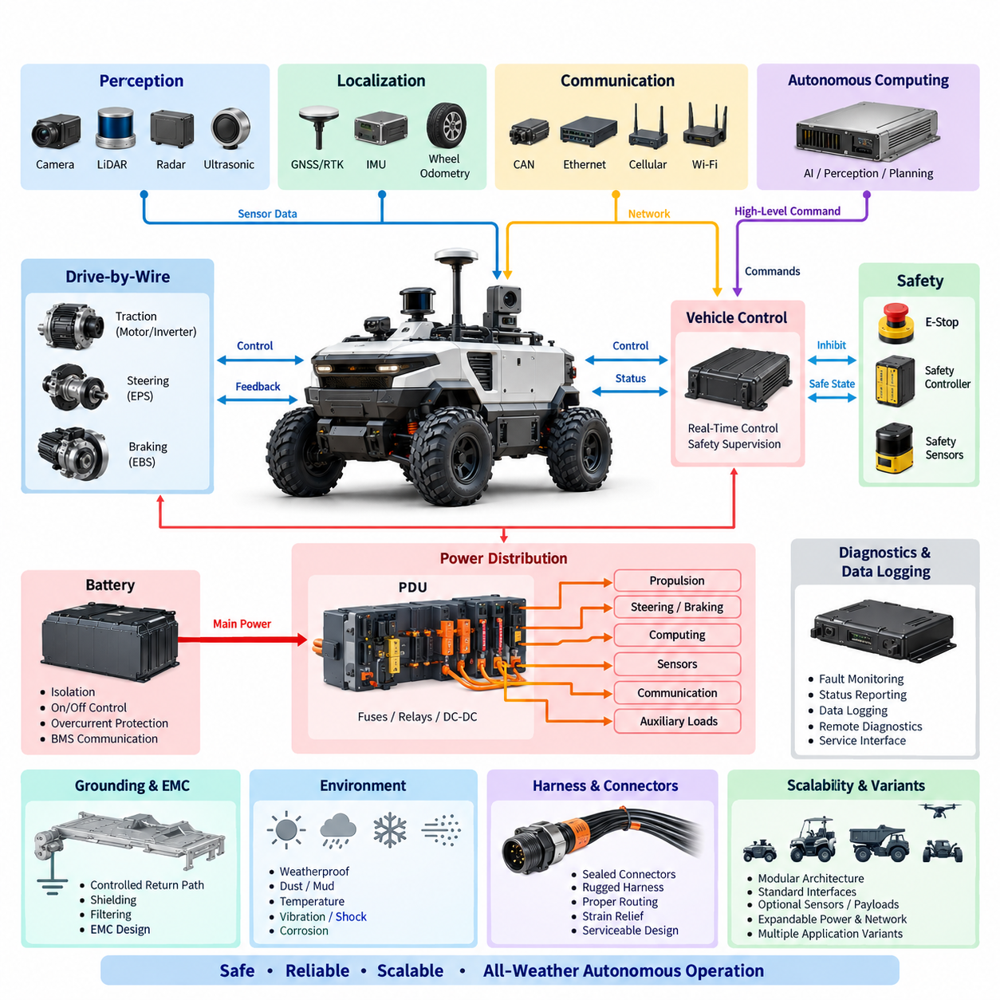 Perception
Camera
LiDAR
Radar
Ultrasonic
Localization
GNSS/RTK
IMU
Wheel
Odometry
Communication
CAN
Ethernet
Cellular
Wi-Fi
Autonomous Computing
AI / Perception / Planning
Sensor Data
Network
High-Level Command
Commands
Drive-by-Wire
Traction
(Motor/Inverter)
Steering
(EPS)
Braking
(EBS)
Control
Feedback
Control
Status
Vehicle Control
Real-Time Control
Safety Supervision
Inhibit
Safe State
Safety
E-Stop
Safety
Controller
Safety
Sensors
Battery
Isolation
On/Off Control
Overcurrent Protection
BMS Communication
Main Power
Power Distribution
PDU
Fuses / Relays / DC-DC
Propulsion
Steering / Braking
Computing
Sensors
Communication
Auxiliary Loads
Diagnostics &
Data Logging
Fault Monitoring
Status Reporting
Data Logging
Remote Diagnostics
Service Interface
Grounding & EMC
Controlled Return Path
Shielding
Filtering
EMC Design
Environment
Weatherproof
Dust / Mud
Temperature
Vibration / Shock
Corrosion
Harness & Connectors
Sealed Connectors
Rugged Harness
Proper Routing
Strain Relief
Serviceable Design
Scalability & Variants
Modular Architecture
Standard Interfaces
Optional Sensors / Payloads
Expandable Power & Network
Multiple Application Variants
Safe • Reliable • Scalable • All-Weather Autonomous Operation